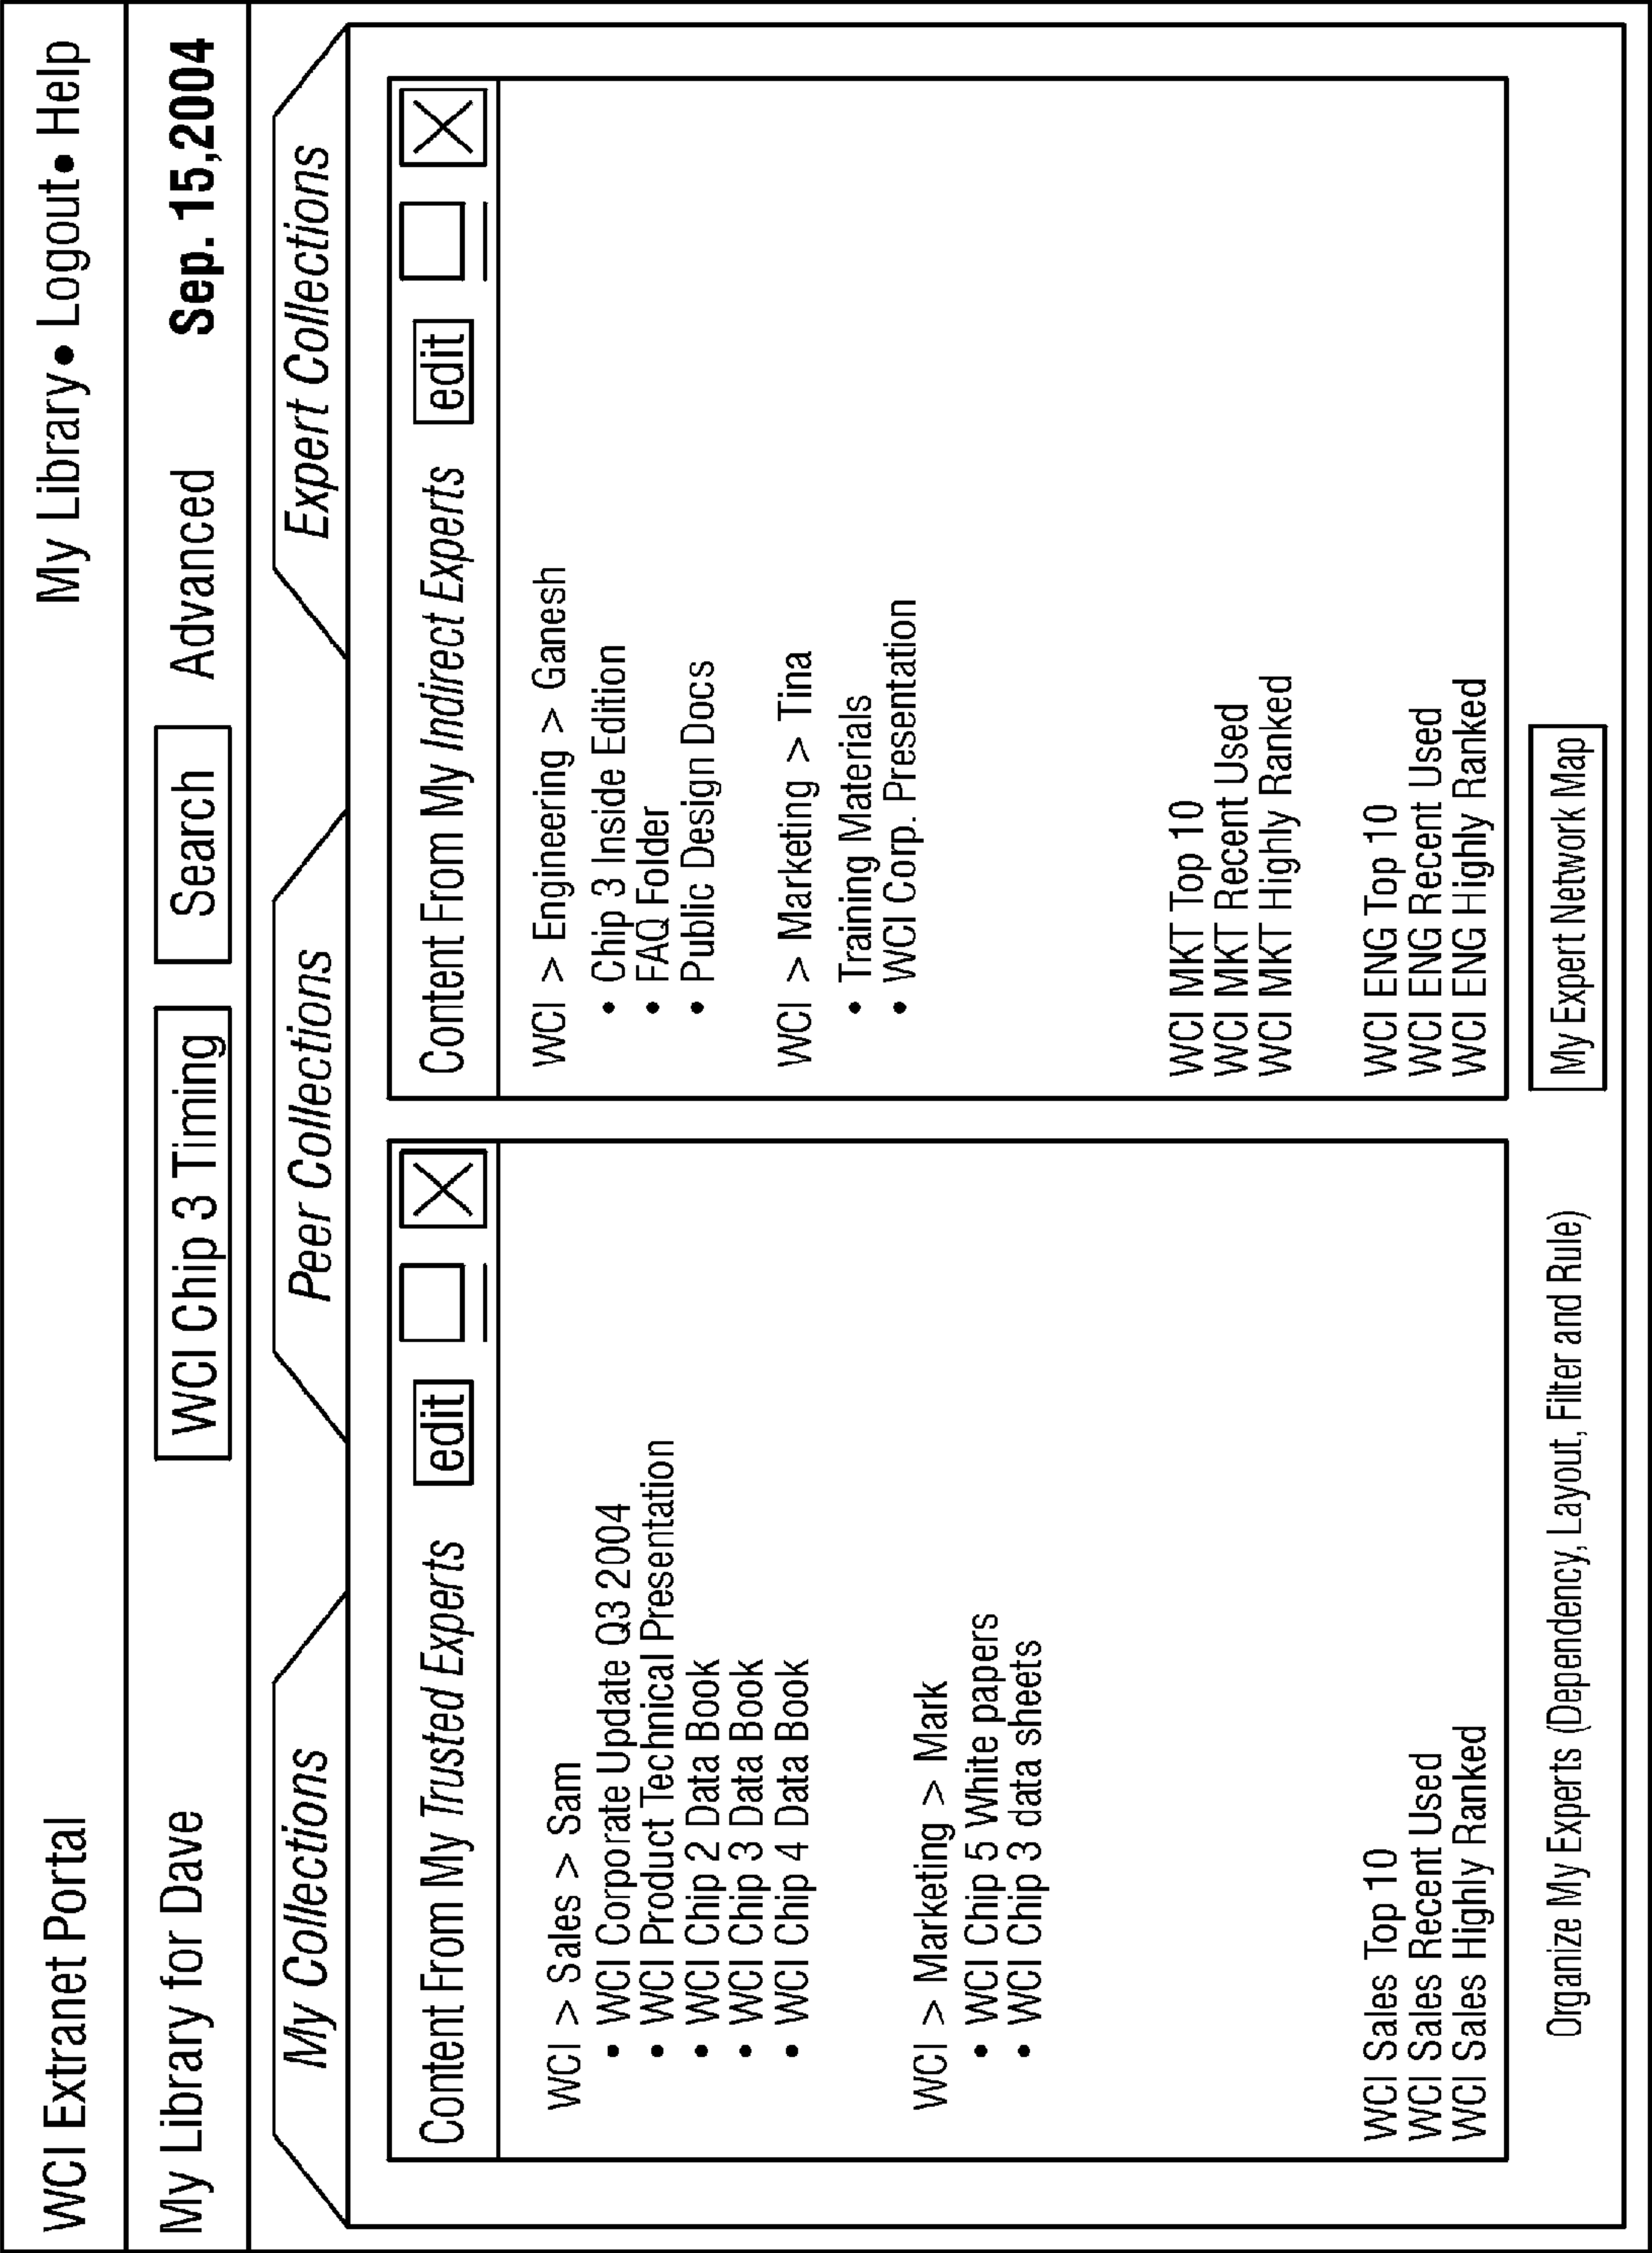 WCI Extranet Portal
My Library • Logout • Help
My Library for Dave
WCI Chip 3 Timing
Search
Advanced
Sep. 15,2004
My Collections
Peer Collections
Expert Collections
Content From My Trusted Experts
edit
WCI > Sales > Sam
• WCI Corporate Update Q3 2004
• WCI Product Technical Presentation
• WCI Chip 2 Data Book
• WCI Chip 3 Data Book
• WCI Chip 4 Data Book
WCI > Marketing > Mark
• WCI Chip 5 White papers
• WCI Chip 3 data sheets
WCI Sales Top 10
WCI Sales Recent Used
WCI Sales Highly Ranked
Content From My Indirect Experts
edit
WCI > Engineering > Ganesh
• Chip 3 Inside Edition
• FAQ Folder
• Public Design Docs
WCI > Marketing > Tina
• Training Materials
• WCI Corp. Presentation
WCI MKT Top 10
WCI MKT Recent Used
WCI MKT Highly Ranked
WCI ENG Top 10
WCI ENG Recent Used
WCI ENG Highly Ranked
Organize My Experts (Dependency, Layout, Filter and Rule)
My Expert Network Map